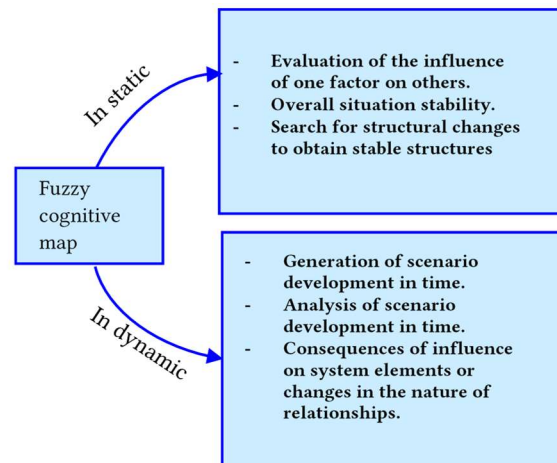 In static
- Evaluation of the influence
of one factor on others.
- Overall situation stability.
- Search for structural changes
to obtain stable structures
Fuzzy
cognitive
map
In dynamic
- Generation of scenario
development in time.
- Analysis of scenario
development in time.
- Consequences of influence
on system elements or
changes in the nature of
relationships.